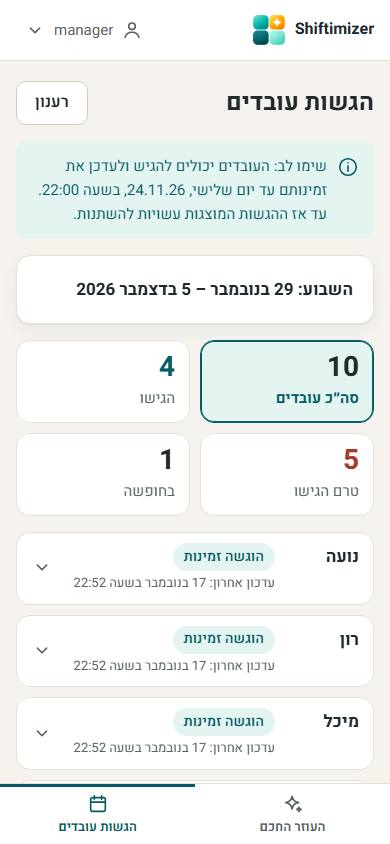 Shiftimizer
manager
הגשות עובדים
רענון
שימו לב: העובדים יכולים להגיש ולעדכן את
זמינותם עד יום שלישי, 24.11.26, בשעה 22:00.
עד אז ההגשות המוצגות עשויות להשתנות.
השבוע: 29 בנובמבר – 5 בדצמבר 2026
10
סה״כ עובדים
4
הגישו
5
טרם הגישו
1
בחופשה
נועה
הוגשה זמינות
עדכון אחרון: 17 בנובמבר בשעה 22:52
רון
הוגשה זמינות
עדכון אחרון: 17 בנובמבר בשעה 22:52
מיכל
הוגשה זמינות
עדכון אחרון: 17 בנובמבר בשעה 22:52
העוזר החכם
הגשות עובדים